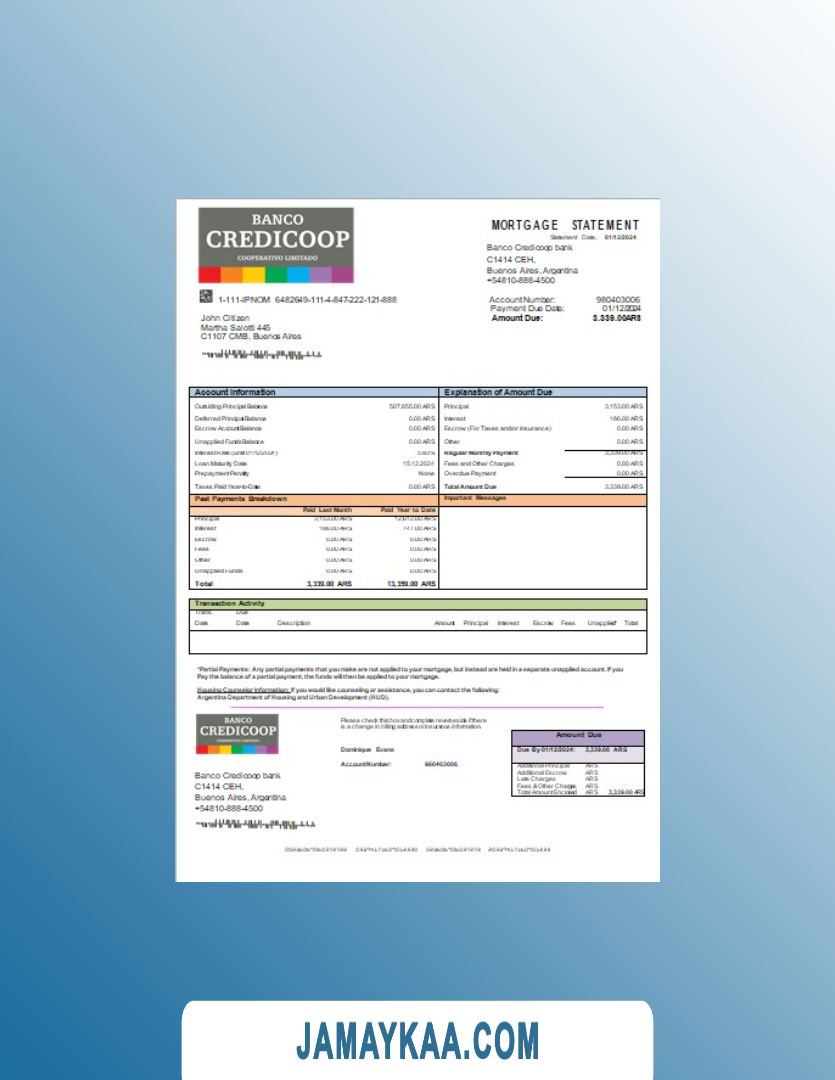 BANCO
CREDICOOP
COOPERATIVO LIMITADO
MORTGAGE STATEMENT
Statement Date: 01/12/2024
Banco Credicoop bank
C1414 CEH,
Buenos Aires, Argentina
+54810-888-4500
1-111-IPNOM 6482649-111-4-847-222-121-888
Account Number: 980403006
Payment Due Date: 01/12/2024
Amount Due: 3.339.00ARS
John Citizen
Martha Salotti 445
C1107 CMB, Buenos Aires
Account Information Explanation of Amount Due
Outsiding Principal Balance 507,655.00 ARS Principal 3,153.00 ARS
Deferred Principal Balance 0.00 ARS Interest 186.00 ARS
Escrow Account Balance 0.00 ARS Escrow (For Taxes and/or insurance) 0.00 ARS
Unapplied Funds Balance 0.00 ARS Other 0.00 ARS
Regular Monthly Payment 3,339.00 ARS
Loan Maturity Date 15.12.2024 Fees and Other Charges 0.00 ARS
Prepayment Penalty None Overdue Payment 0.00 ARS
Taxes Paid Year-to-Date 0.00 ARS Total Amount Due 3,339.00 ARS
Past Payments Breakdown Important Messages
Paid Last Month Paid Year to Date
Principal 3,153.00 ARS 12,612.00 ARS
Interest 186.00 ARS 747.00 ARS
Escrow 0.00 ARS 0.00 ARS
Fees 0.00 ARS 0.00 ARS
Other 0.00 ARS 0.00 ARS
Unapplied Funds 0.00 ARS 0.00 ARS
Total 3,339.00 ARS 13,359.00 ARS
Transaction Activity
Trans. Due
Date Date Description Amount Principal Interest Escrow Fees Unapplied Total
*Partial Payments: Any partial payments that you make are not applied to your mortgage, but instead are held in a separate unapplied account. If you
Pay the balance of a partial payment, the funds will then be applied to your mortgage.
Housing Counselor Information: If you would like counseling or assistance, you can contact the following:
Argentina Department of Housing and Urban Development (HUD).
BANCO
CREDICOOP
Please check this box and complete reverse side if there
is a change in billing address or insurance information.
Amount Due
Dominique Evans
Due By 01/12/2024: 3,339.00 ARS
Account Number: 980403006
Additional Principal ARS
Additional Escrow ARS
Late Charges ARS
Fees & Other Charges ARS
Total Amount Enclosed ARS 3,339.00 ARS
Banco Credicoop bank
C1414 CEH,
Buenos Aires, Argentina
+54810-888-4500
JAMAYKAA.COM